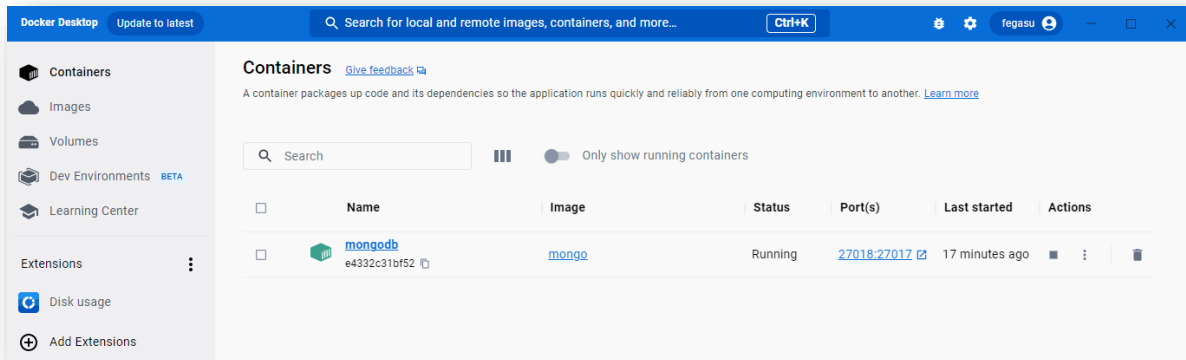 Docker Desktop Update to latest Search for local and remote images, containers, and more... Ctrl+K fegasu
Containers
Images
Volumes
Dev Environments BETA
Learning Center
Extensions
Disk usage
Add Extensions
Containers Give feedback
A container packages up code and its dependencies so the application runs quickly and reliably from one computing environment to another. Learn more
Search Only show running containers
Name Image Status Port(s) Last started Actions
mongodb mongo Running 27018:27017 17 minutes ago
e4332c31bf52